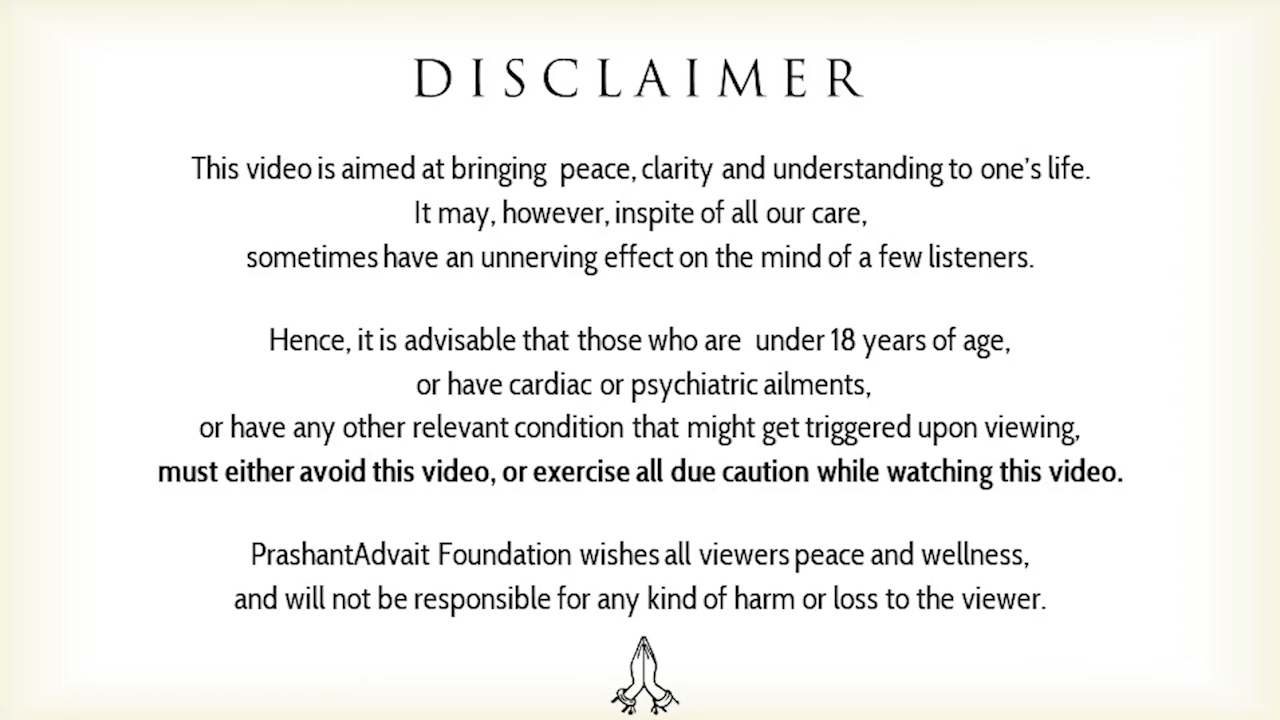 DISCLAIMER
This video is aimed at bringing peace, clarity and understanding to one's life.
It may, however, inspite of all our care,
sometimes have an unnerving effect on the mind of a few listeners.
Hence, it is advisable that those who are under 18 years of age,
or have cardiac or psychiatric ailments,
or have any other relevant condition that might get triggered upon viewing,
must either avoid this video, or exercise all due caution while watching this video.
PrashantAdvait Foundation wishes all viewers peace and wellness,
and will not be responsible for any kind of harm or loss to the viewer.